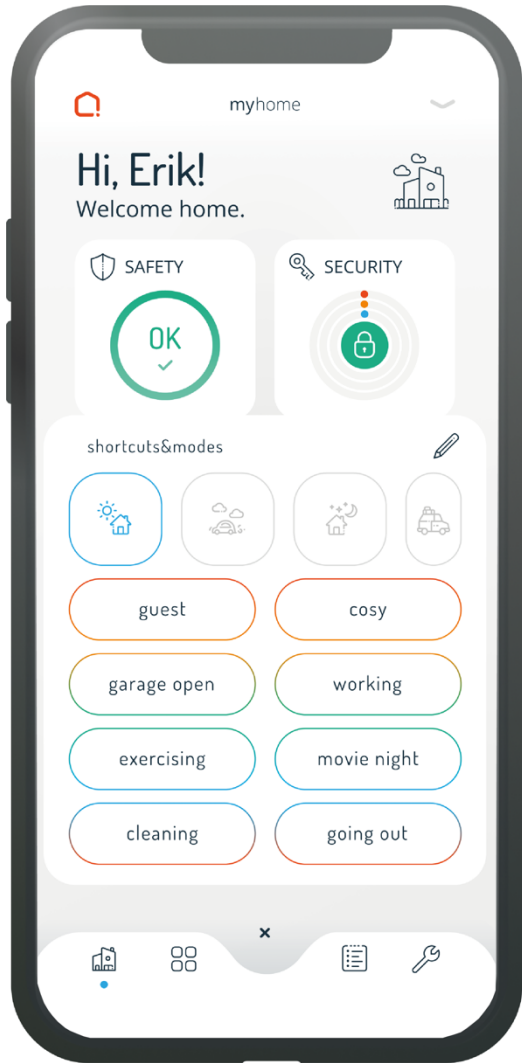 myhome
Hi, Erik!
Welcome home.
SAFETY
SECURITY
OK
shortcuts&modes
guest
cosy
garage open
working
exercising
movie night
cleaning
going out